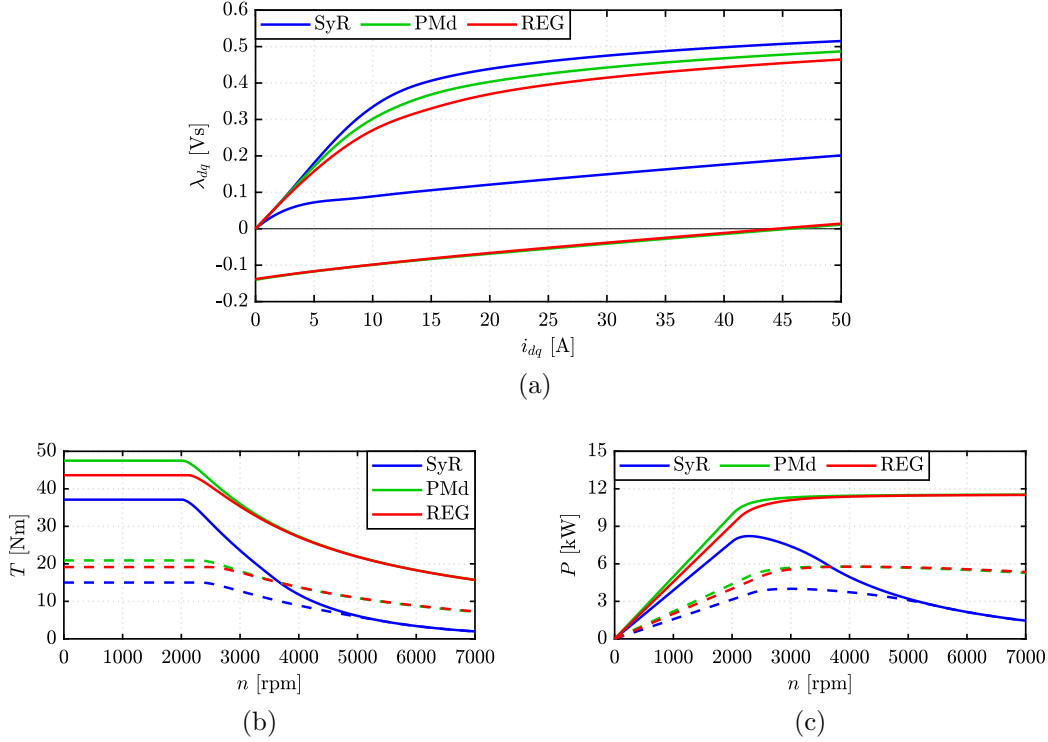 SyR PMd REG
0.6
0.5
0.4
0.3
0.2
0.1
0
-0.1
-0.2
λdq [Vs]
0 5 10 15 20 25 30 35 40 45 50
idq [A]
(a)
SyR
PMd
REG
50
40
30
20
10
0
T [Nm]
0 1000 2000 3000 4000 5000 6000 7000
n [rpm]
(b)
SyR PMd REG
15
12
9
6
3
0
P [kW]
0 1000 2000 3000 4000 5000 6000 7000
n [rpm]
(c)